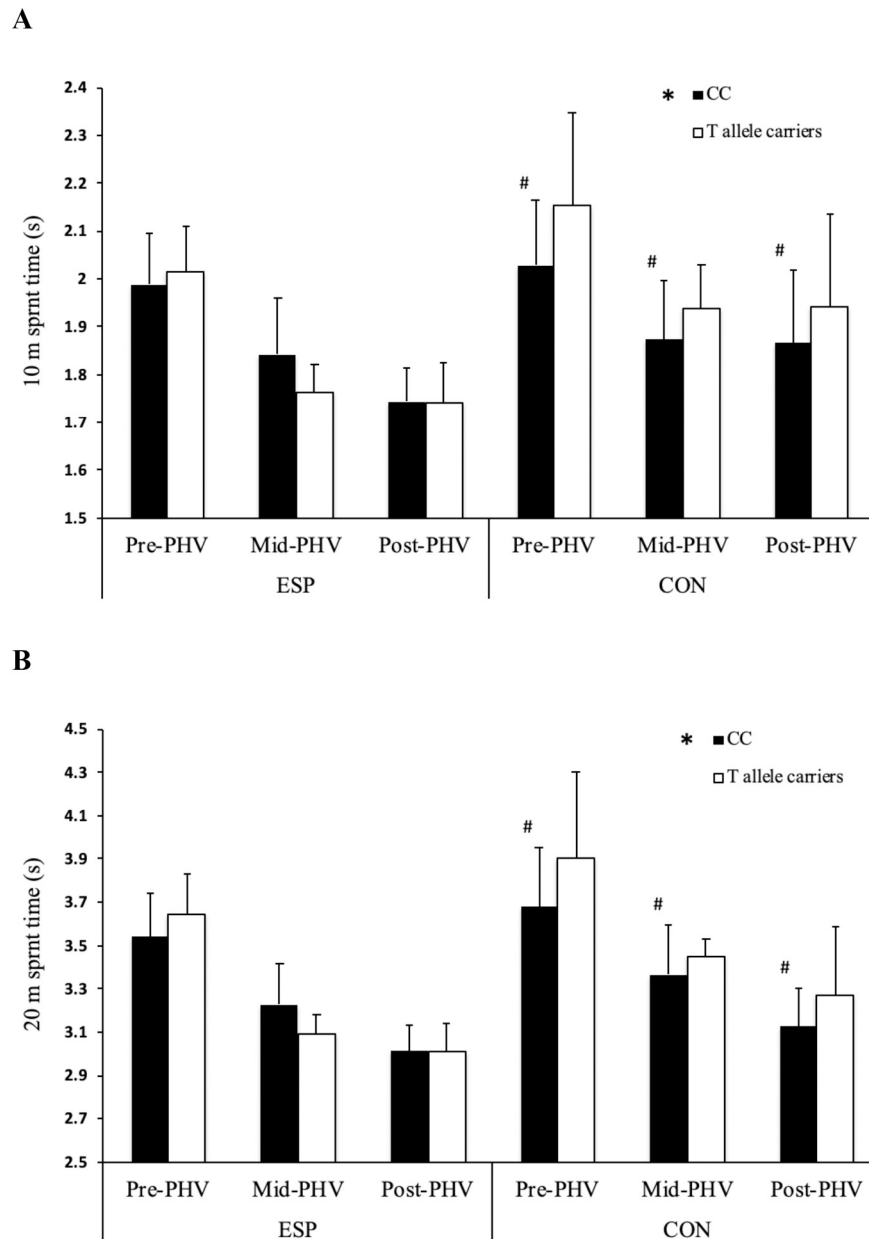 A
2.4
2.3
2.2
2.1
2
1.9
1.8
1.7
1.6
1.5
10 m sprnt time (s)
* CC
T allele carriers
# # #
Pre-PHV Mid-PHV Post-PHV Pre-PHV Mid-PHV Post-PHV
ESP CON
B
4.5
4.3
4.1
3.9
3.7
3.5
3.3
3.1
2.9
2.7
2.5
20 m sprnt time (s)
* CC
T allele carriers
# # #
Pre-PHV Mid-PHV Post-PHV Pre-PHV Mid-PHV Post-PHV
ESP CON